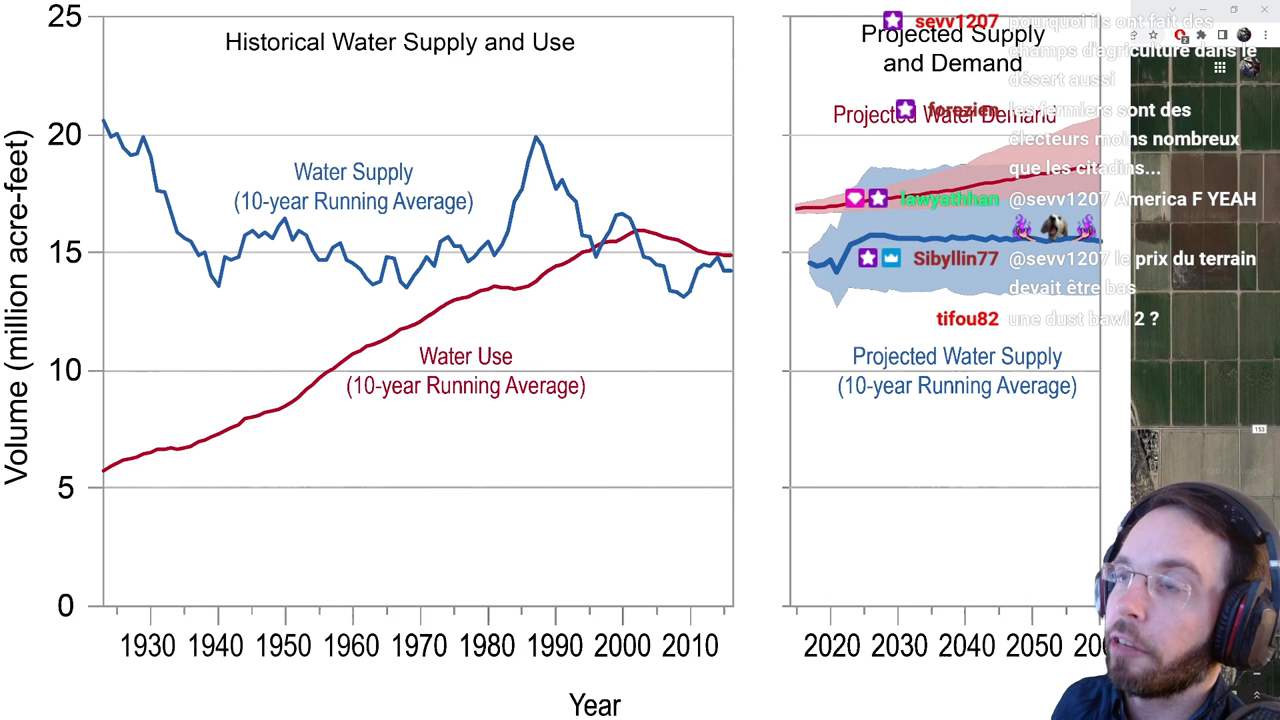 25
20
15
10
5
0
Volume (million acre-feet)
Historical Water Supply and Use
Water Supply
(10-year Running Average)
Water Use
(10-year Running Average)
1930 1940 1950 1960 1970 1980 1990 2000 2010
Year
Projected Supply
and Demand
Projected Water Demand
Projected Water Supply
(10-year Running Average)
2020 2030 2040 2050
sevv1207 pourquoi ils ont fait des
champs d'agriculture dans le
désert aussi
forezien les fermiers sont des
électeurs moins nombreux
que les citadins...
lawyathhan @sevv1207 America F YEAH
Sibyllin77 @sevv1207 le prix du terrain
devait être bas
tifou82 une dust bawl 2 ?
153